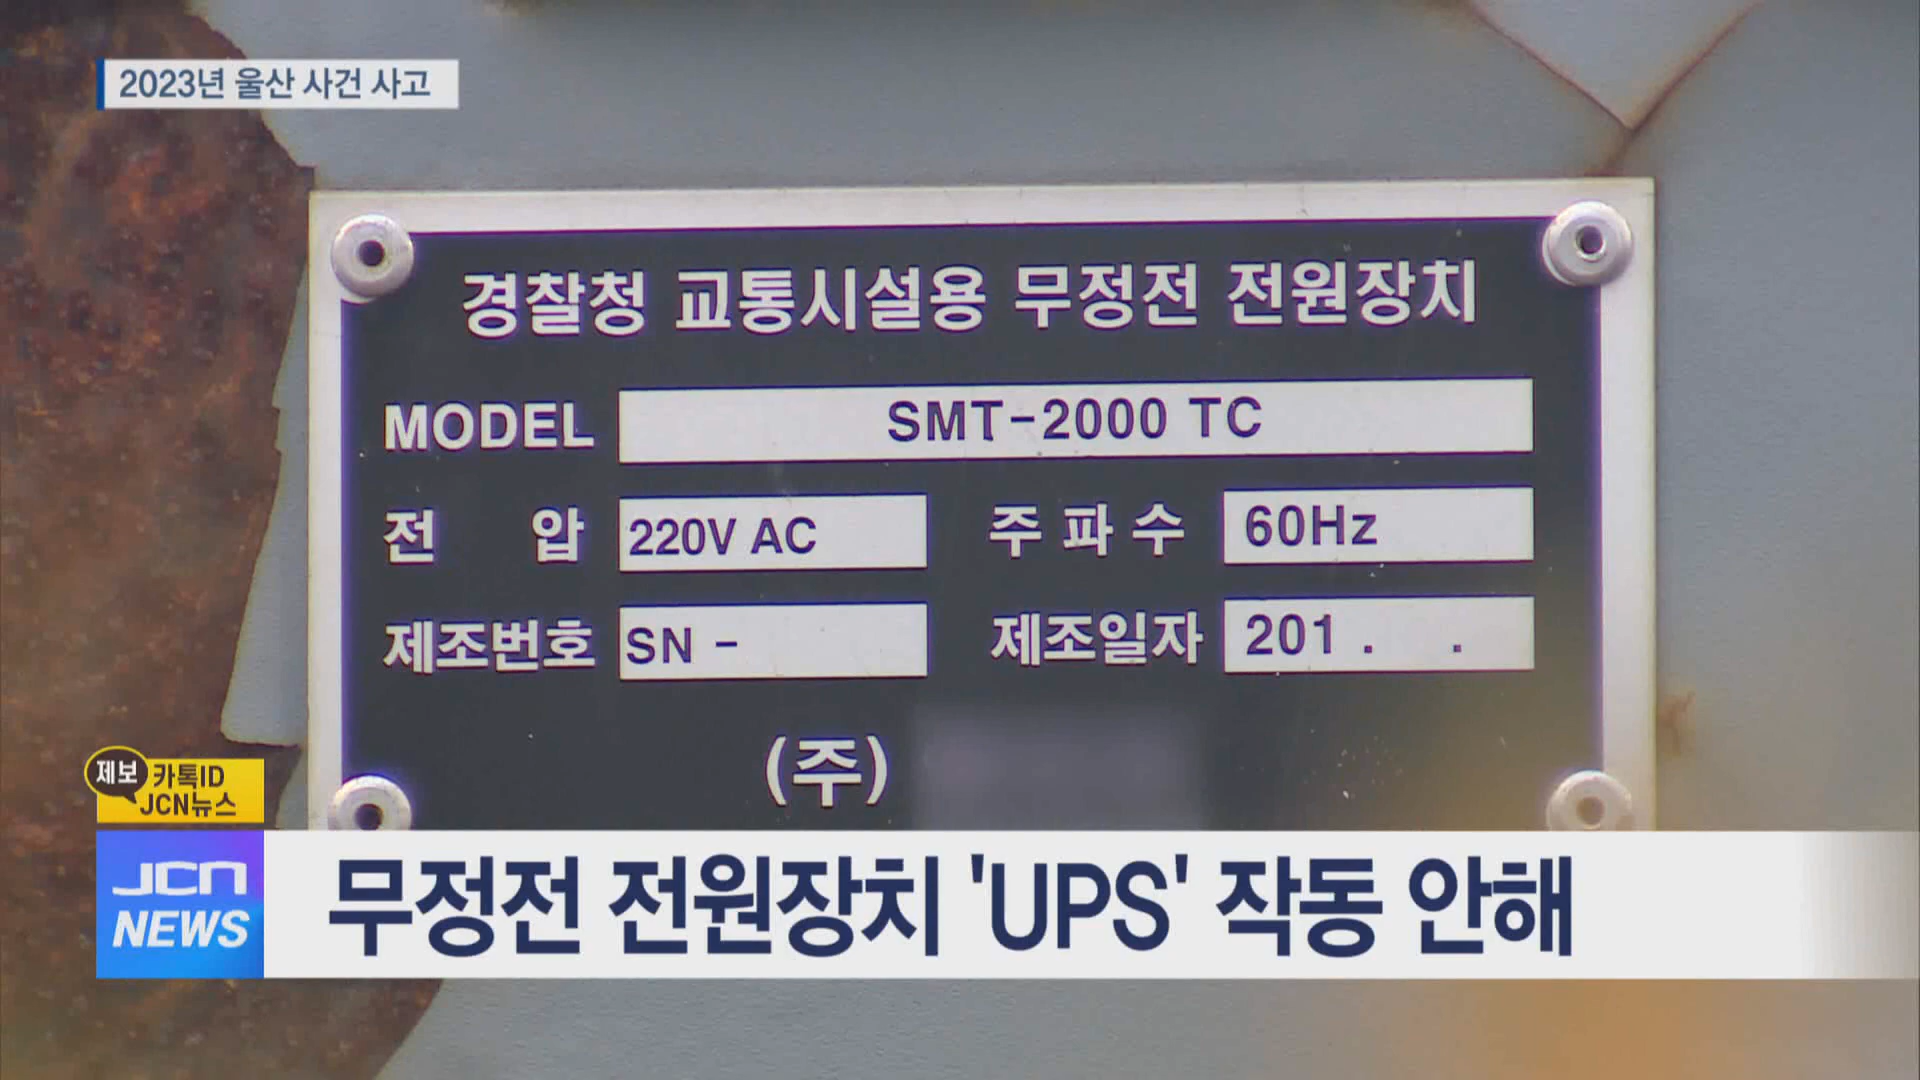 2023년 울산 사건 사고
경찰청 교통시설용 무정전 전원장치
MODEL SMT-2000 TC
전 압 220V AC 주 파 수 60Hz
제조번호 SN - 제조일자 201 . .
(주)
제보 카톡ID
JCN뉴스
JCN
NEWS
무정전 전원장치 'UPS' 작동 안해